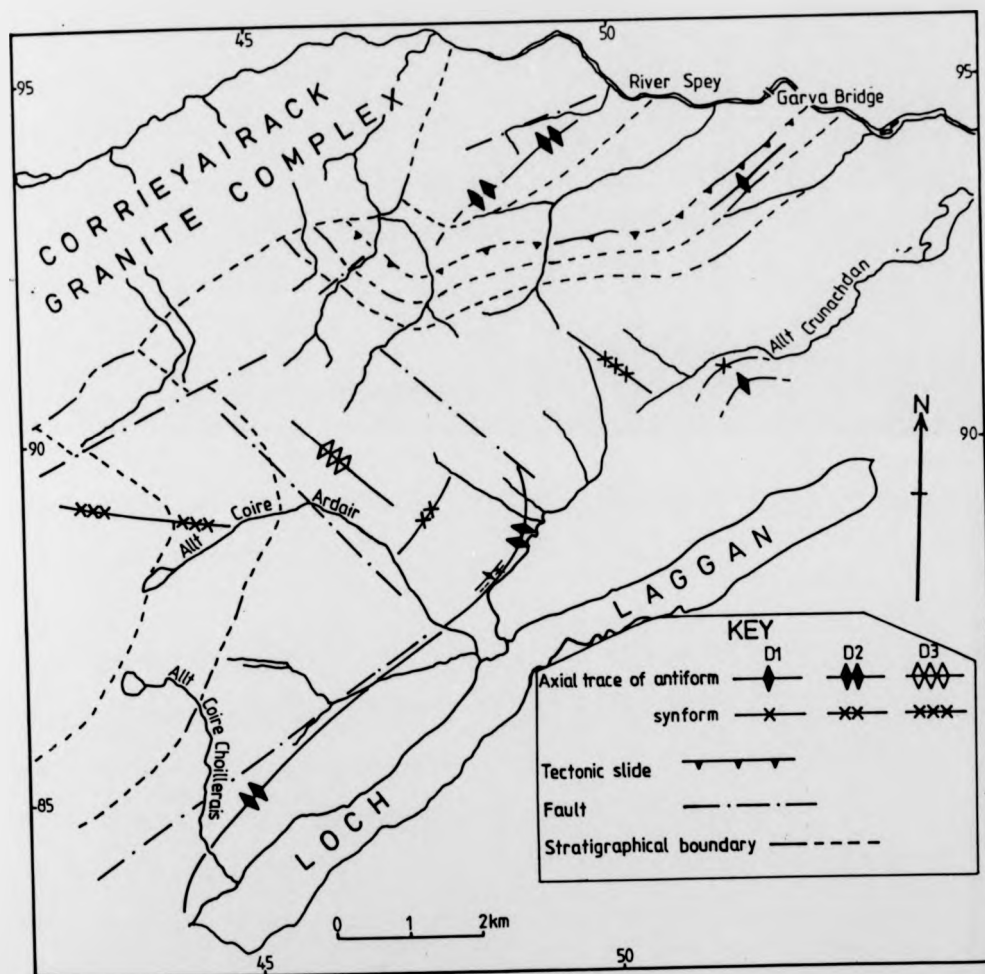 45
50
95
River Spey
95
Garva Bridge
CORRIEYAIRACK
GRANITE COMPLEX
Allt Crunachdan
N
90
90
Allt Coire Ardair
LOCH LAGGAN
Allt Coire Choillerais
85
KEY
D1 D2 D3
Axial trace of antiform
synform
Tectonic slide
Fault
Stratigraphical boundary
0 1 2km
45
50